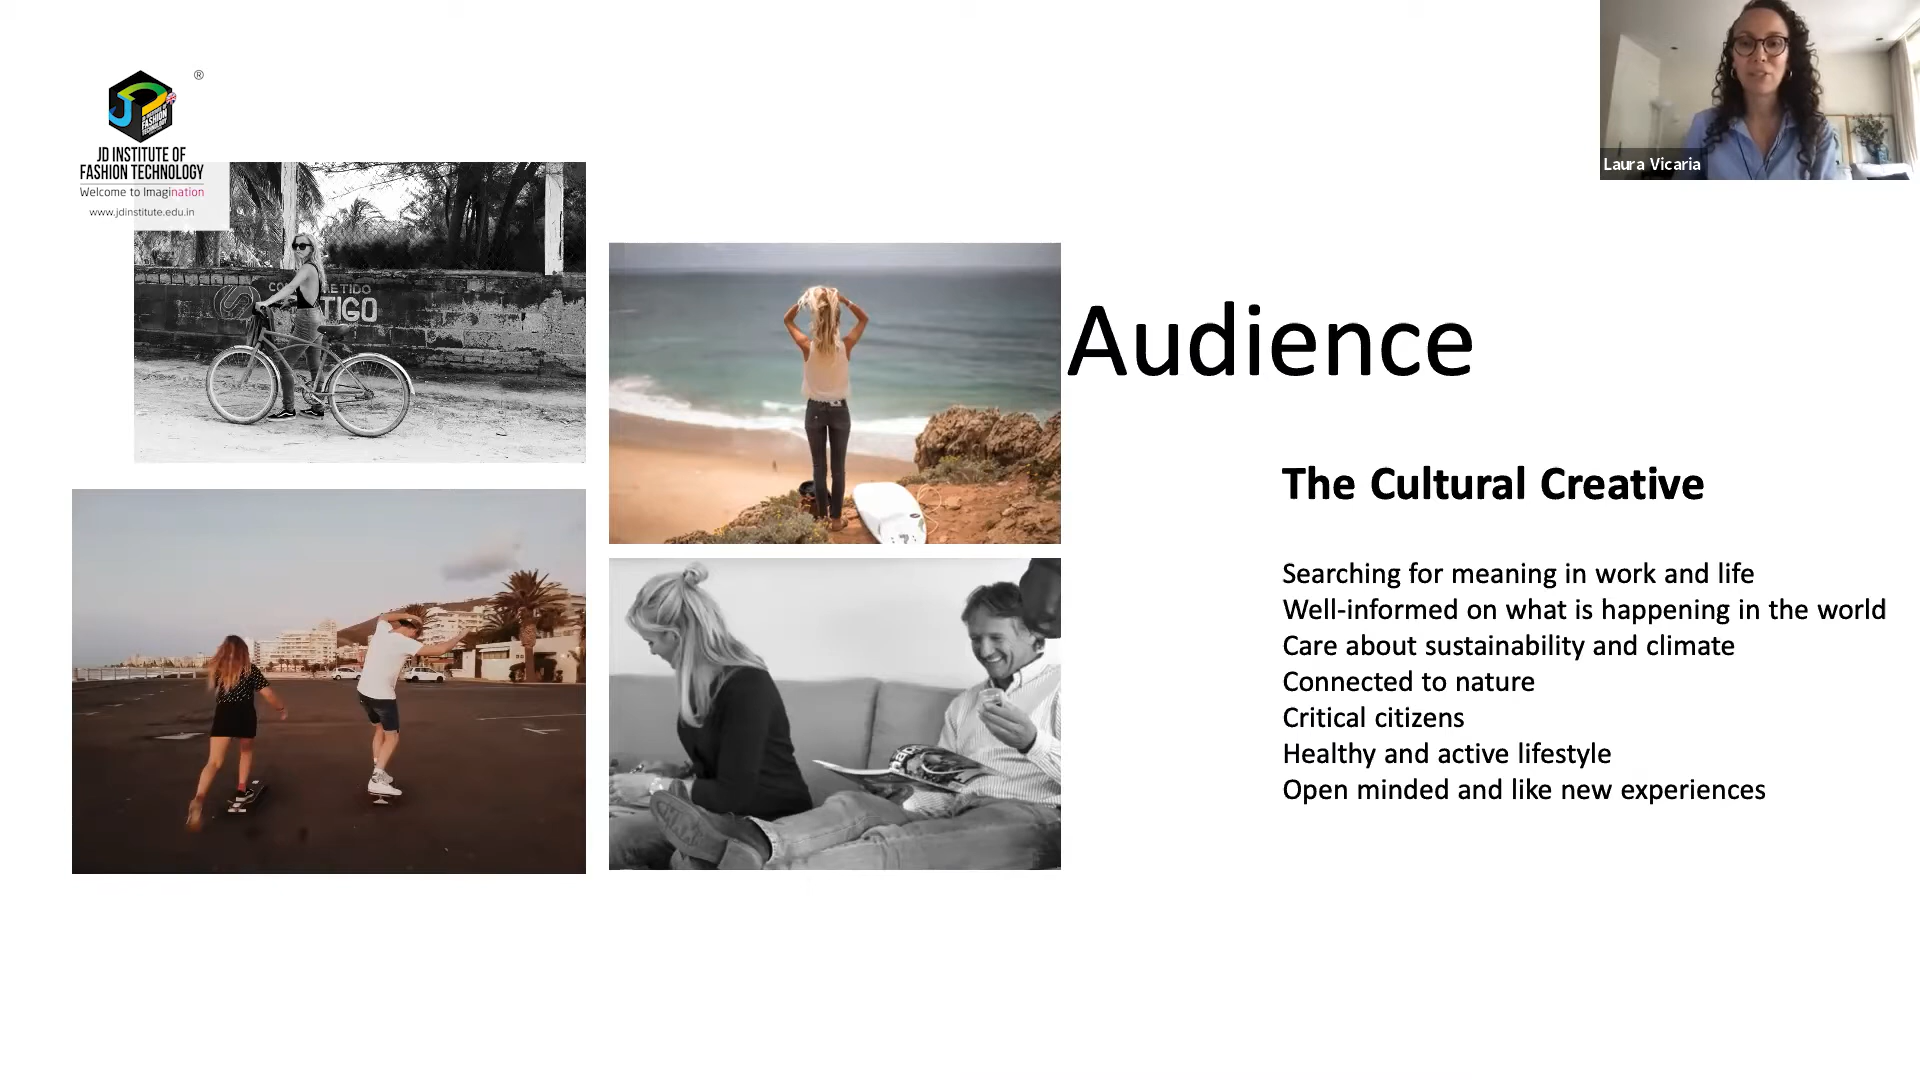 ®
JD INSTITUTE OF
FASHION TECHNOLOGY
Welcome to Imagination
www.jdinstitute.edu.in
TIGO
Laura Vicaria
Audience
The Cultural Creative
Searching for meaning in work and life
Well-informed on what is happening in the world
Care about sustainability and climate
Connected to nature
Critical citizens
Healthy and active lifestyle
Open minded and like new experiences